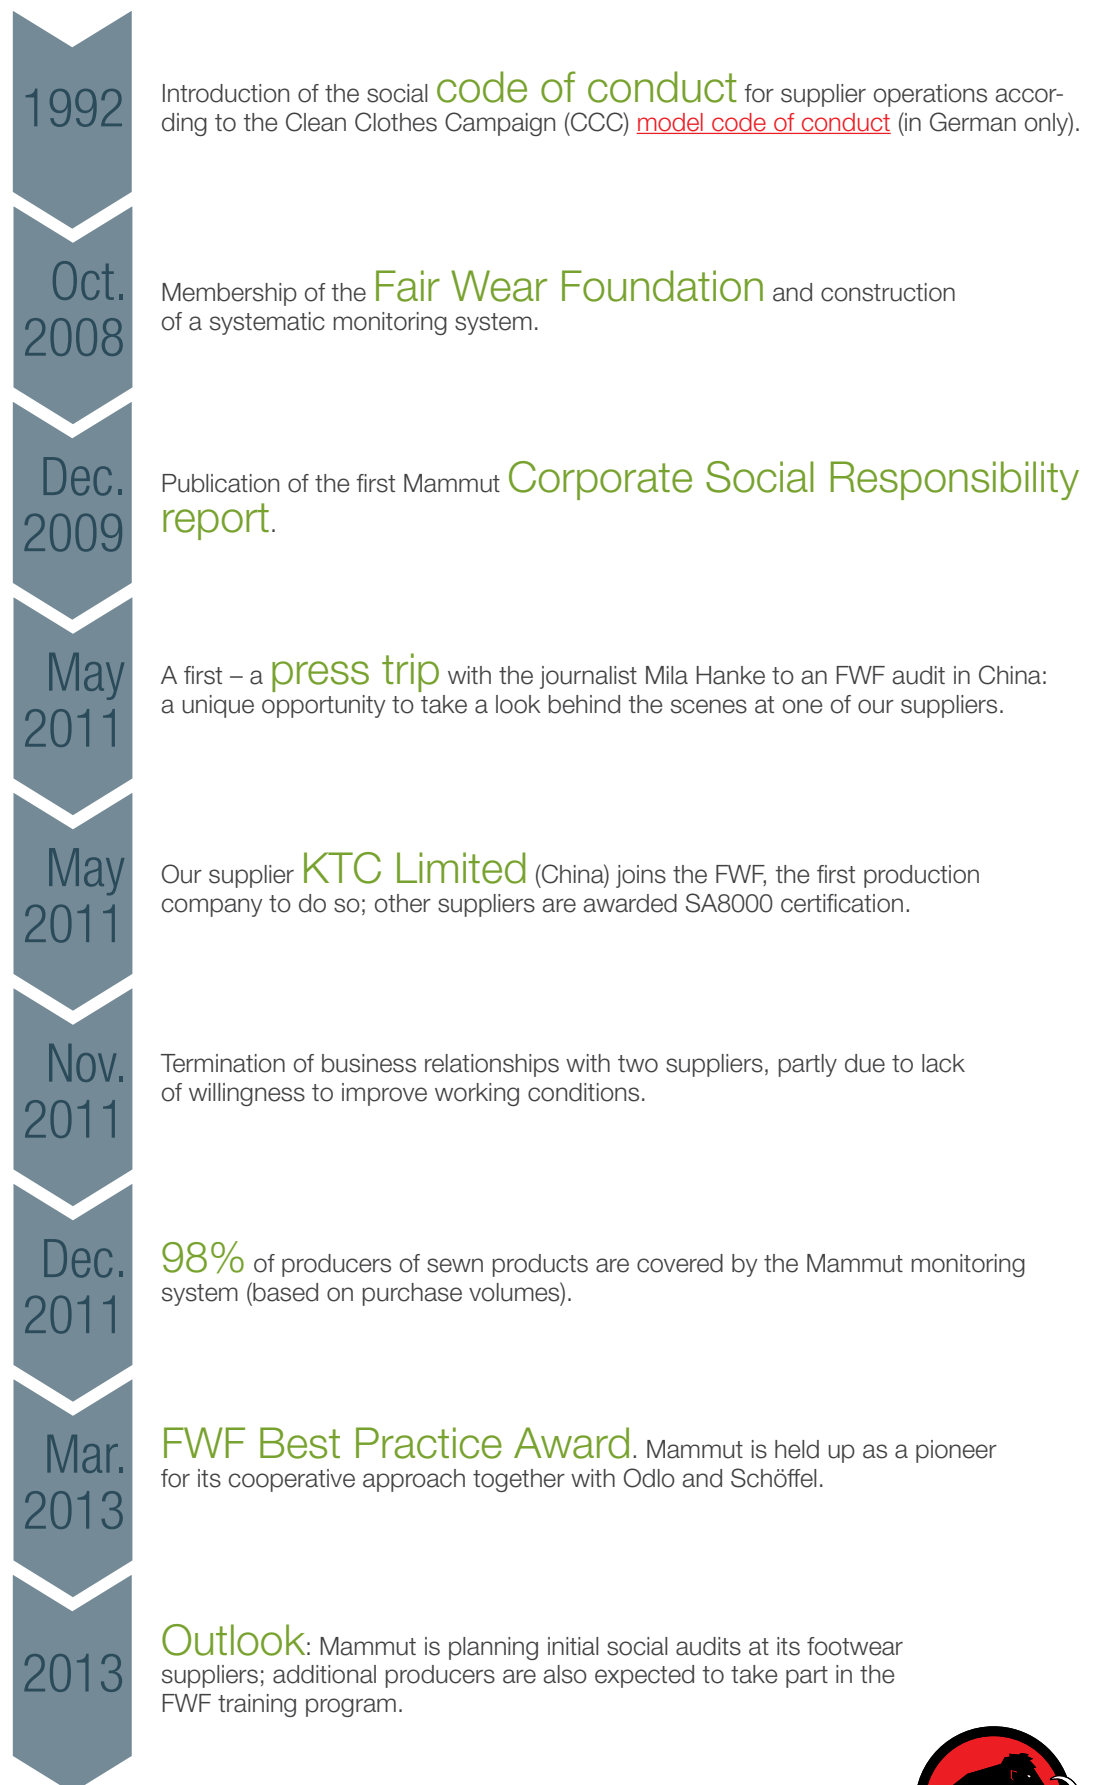 1992
Introduction of the social code of conduct for supplier operations accor-
ding to the Clean Clothes Campaign (CCC) model code of conduct (in German only).
Oct.
2008
Membership of the Fair Wear Foundation and construction
of a systematic monitoring system.
Dec.
2009
Publication of the first Mammut Corporate Social Responsibility
report.
May
2011
A first – a press trip with the journalist Mila Hanke to an FWF audit in China:
a unique opportunity to take a look behind the scenes at one of our suppliers.
May
2011
Our supplier KTC Limited (China) joins the FWF, the first production
company to do so; other suppliers are awarded SA8000 certification.
Nov.
2011
Termination of business relationships with two suppliers, partly due to lack
of willingness to improve working conditions.
Dec.
2011
98% of producers of sewn products are covered by the Mammut monitoring
system (based on purchase volumes).
Mar.
2013
FWF Best Practice Award. Mammut is held up as a pioneer
for its cooperative approach together with Odlo and Schöffel.
2013
Outlook: Mammut is planning initial social audits at its footwear
suppliers; additional producers are also expected to take part in the
FWF training program.